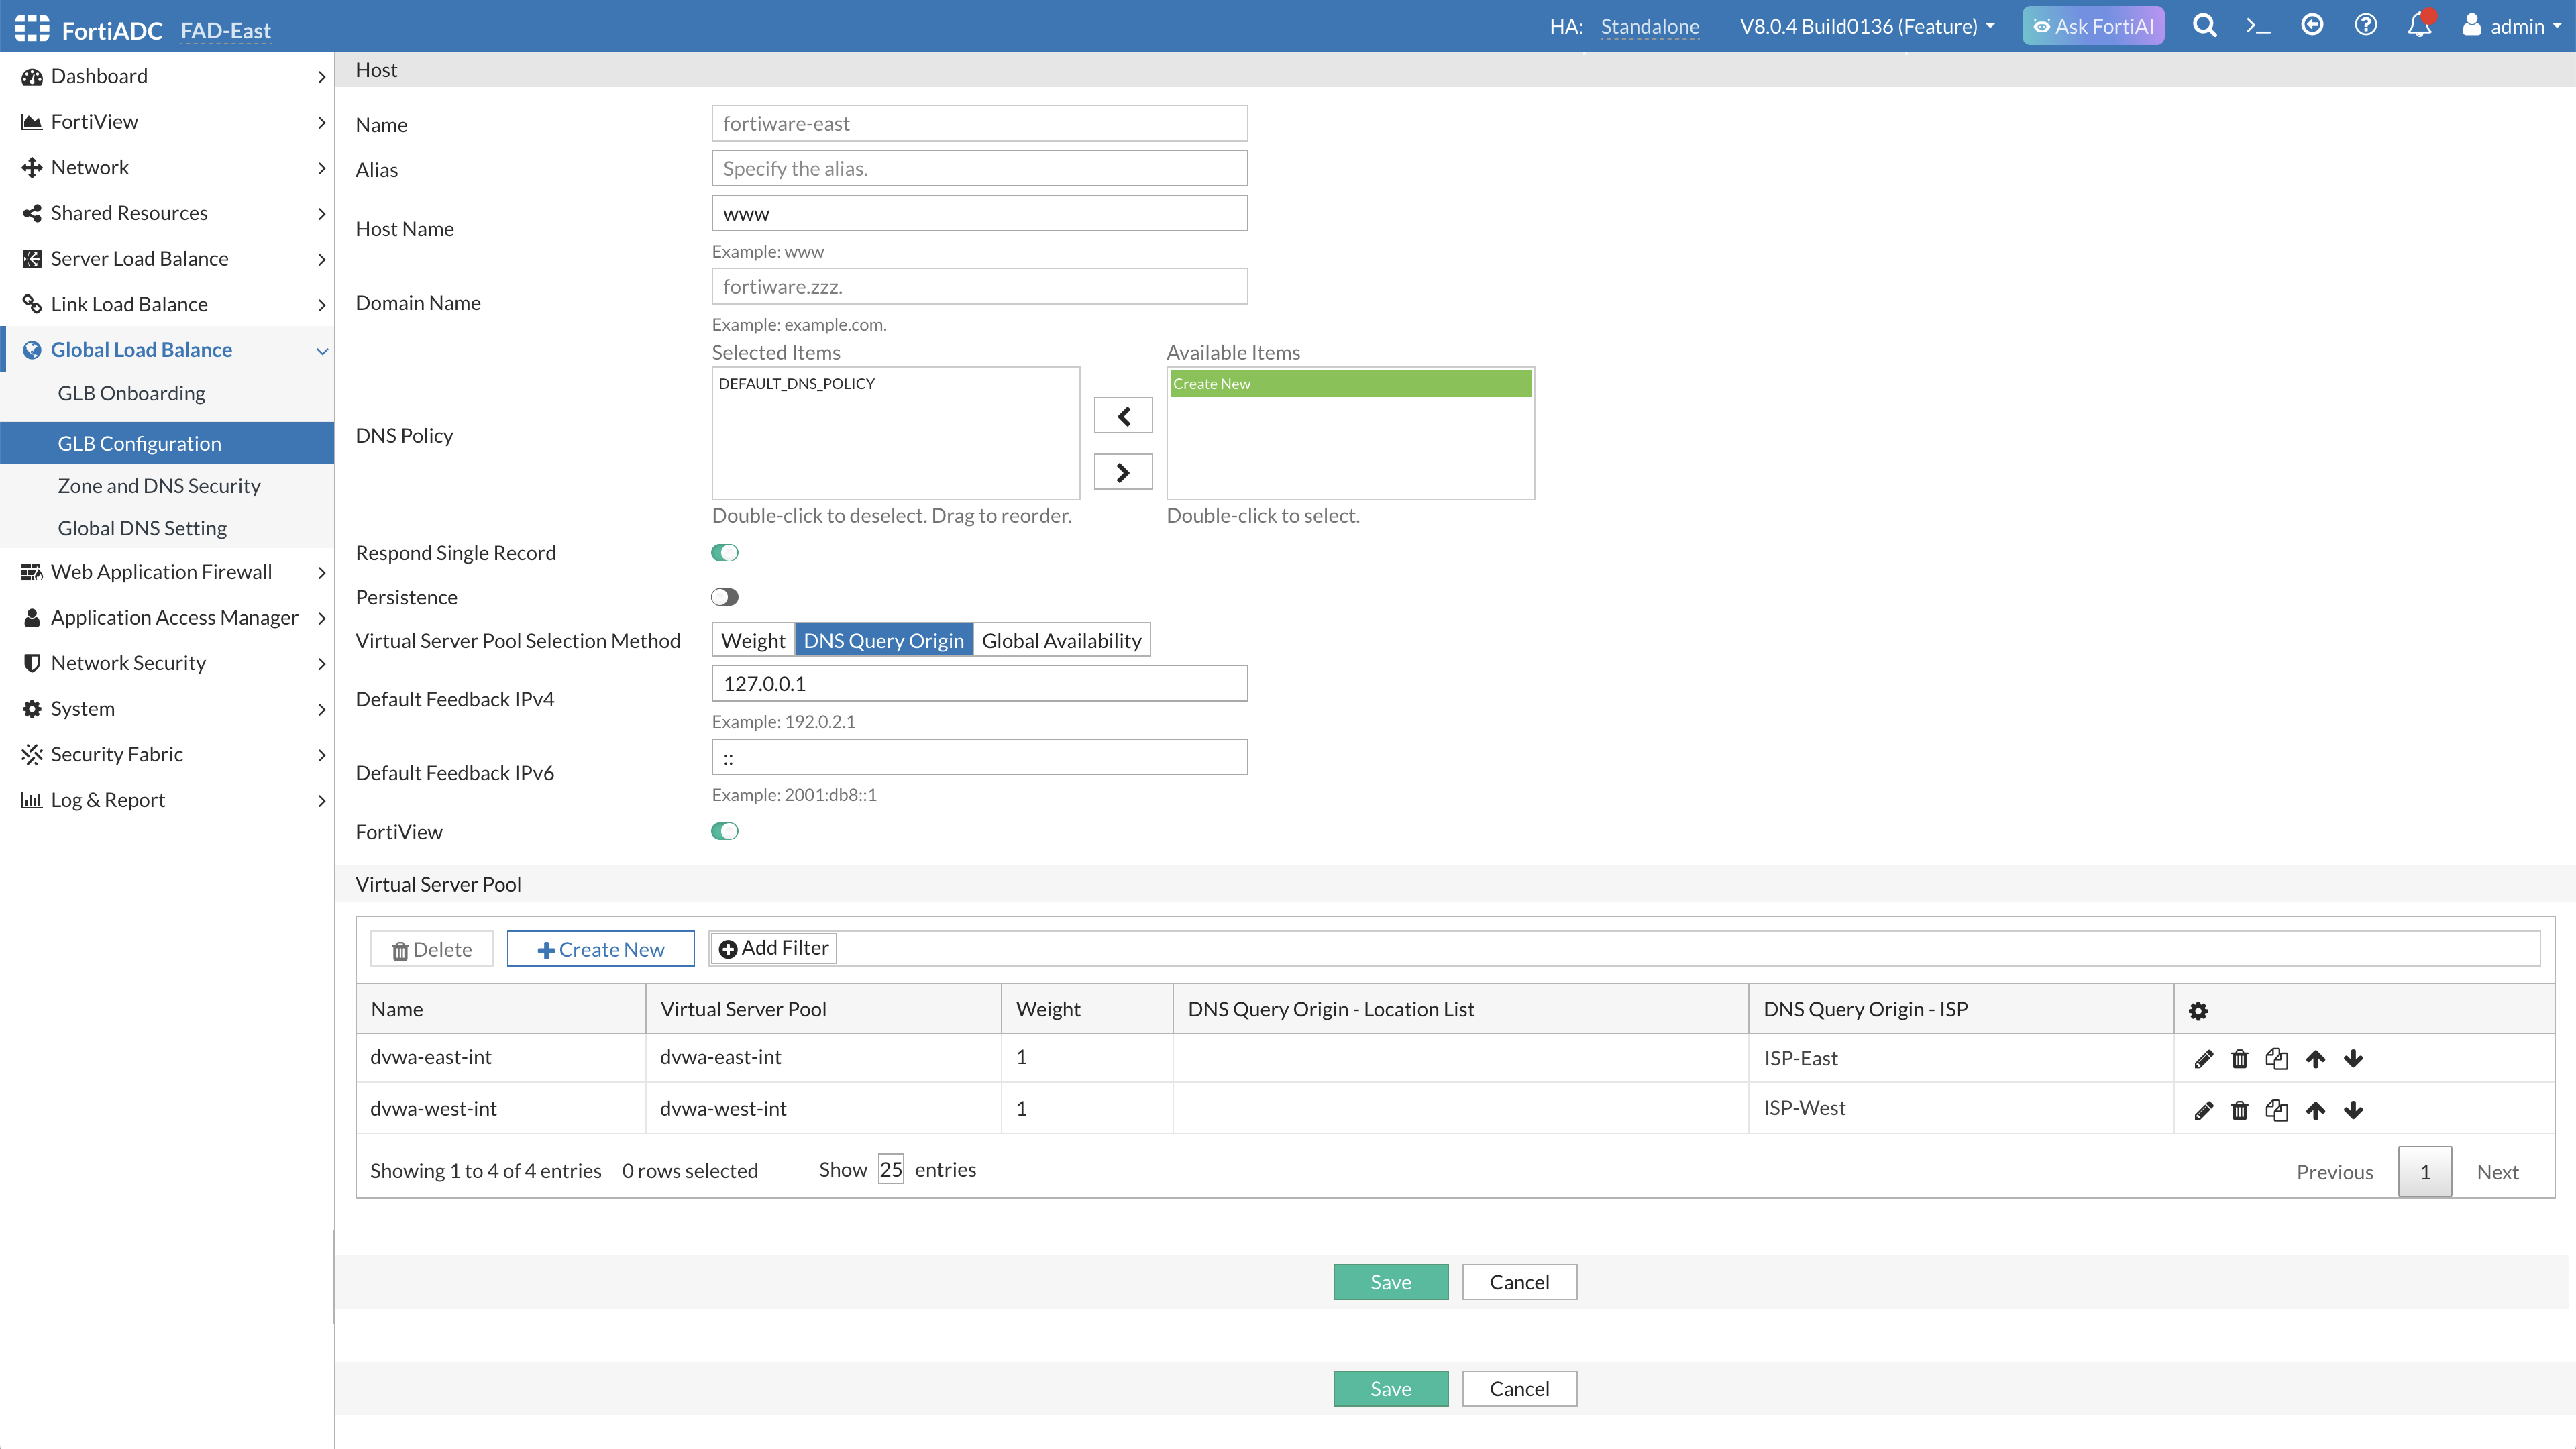 FortiADC FAD-East HA: Standalone V8.0.4 Build0136 (Feature) Ask FortiAI admin
Dashboard
FortiView
Network
Shared Resources
Server Load Balance
Link Load Balance
Global Load Balance
GLB Onboarding
GLB Configuration
Zone and DNS Security
Global DNS Setting
Web Application Firewall
Application Access Manager
Network Security
System
Security Fabric
Log & Report
Host
Name fortiware-east
Alias Specify the alias.
Host Name www
Example: www
Domain Name fortiware.zzz.
Example: example.com.
Selected Items Available Items
DEFAULT_DNS_POLICY Create New
DNS Policy
Double-click to deselect. Drag to reorder. Double-click to select.
Respond Single Record
Persistence
Virtual Server Pool Selection Method Weight DNS Query Origin Global Availability
Default Feedback IPv4 127.0.0.1
Example: 192.0.2.1
Default Feedback IPv6 ::
Example: 2001:db8::1
FortiView
Virtual Server Pool
Delete Create New Add Filter
Name Virtual Server Pool Weight DNS Query Origin - Location List DNS Query Origin - ISP
dvwa-east-int dvwa-east-int 1 ISP-East
dvwa-west-int dvwa-west-int 1 ISP-West
Showing 1 to 4 of 4 entries 0 rows selected Show 25 entries Previous 1 Next
Save Cancel
Save Cancel